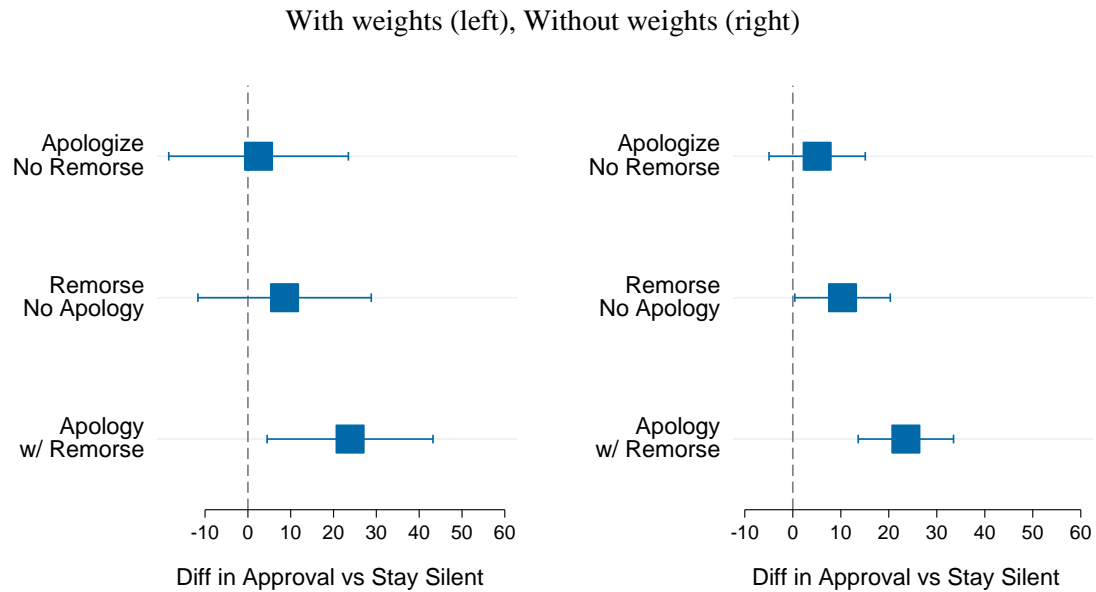 With weights (left), Without weights (right)
Apologize
No Remorse
Remorse
No Apology
Apology
w/ Remorse
-10 0 10 20 30 40 50 60
Diff in Approval vs Stay Silent
Apologize
No Remorse
Remorse
No Apology
Apology
w/ Remorse
-10 0 10 20 30 40 50 60
Diff in Approval vs Stay Silent